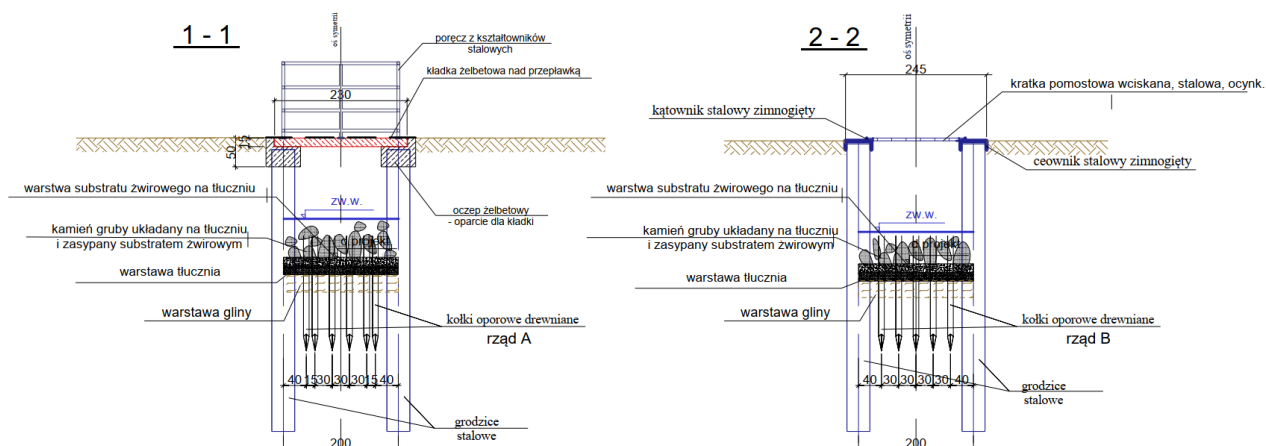 1 - 1
oś symetrii
poręcz z kształtowników
stalowych
kładka żelbetowa nad przepławką
230
15
50
warstwa substratu żwirowego na tłuczniu
zw.w.
oczep żelbetowy
- oparcie dla kładki
kamień gruby układany na tłuczniu
i zasypany substratem żwirowym
d projekt
warstawa tłucznia
warstawa gliny
kołki oporowe drewniane
rząd A
40 15 30 30 30 15 40
grodzice
stalowe
200
2 - 2
oś symetrii
245
kratka pomostowa wciskana, stalowa, ocynk.
kątownik stalowy zimnogięty
ceownik stalowy zimnogięty
warstwa substratu żwirowego na tłuczniu
zw.w.
kamień gruby układany na tłuczniu
i zasypany substratem żwirowym
d projekt
warstawa tłucznia
warstawa gliny
kołki oporowe drewniane
rząd B
40 30 30 30 30 40
grodzice
stalowe
200